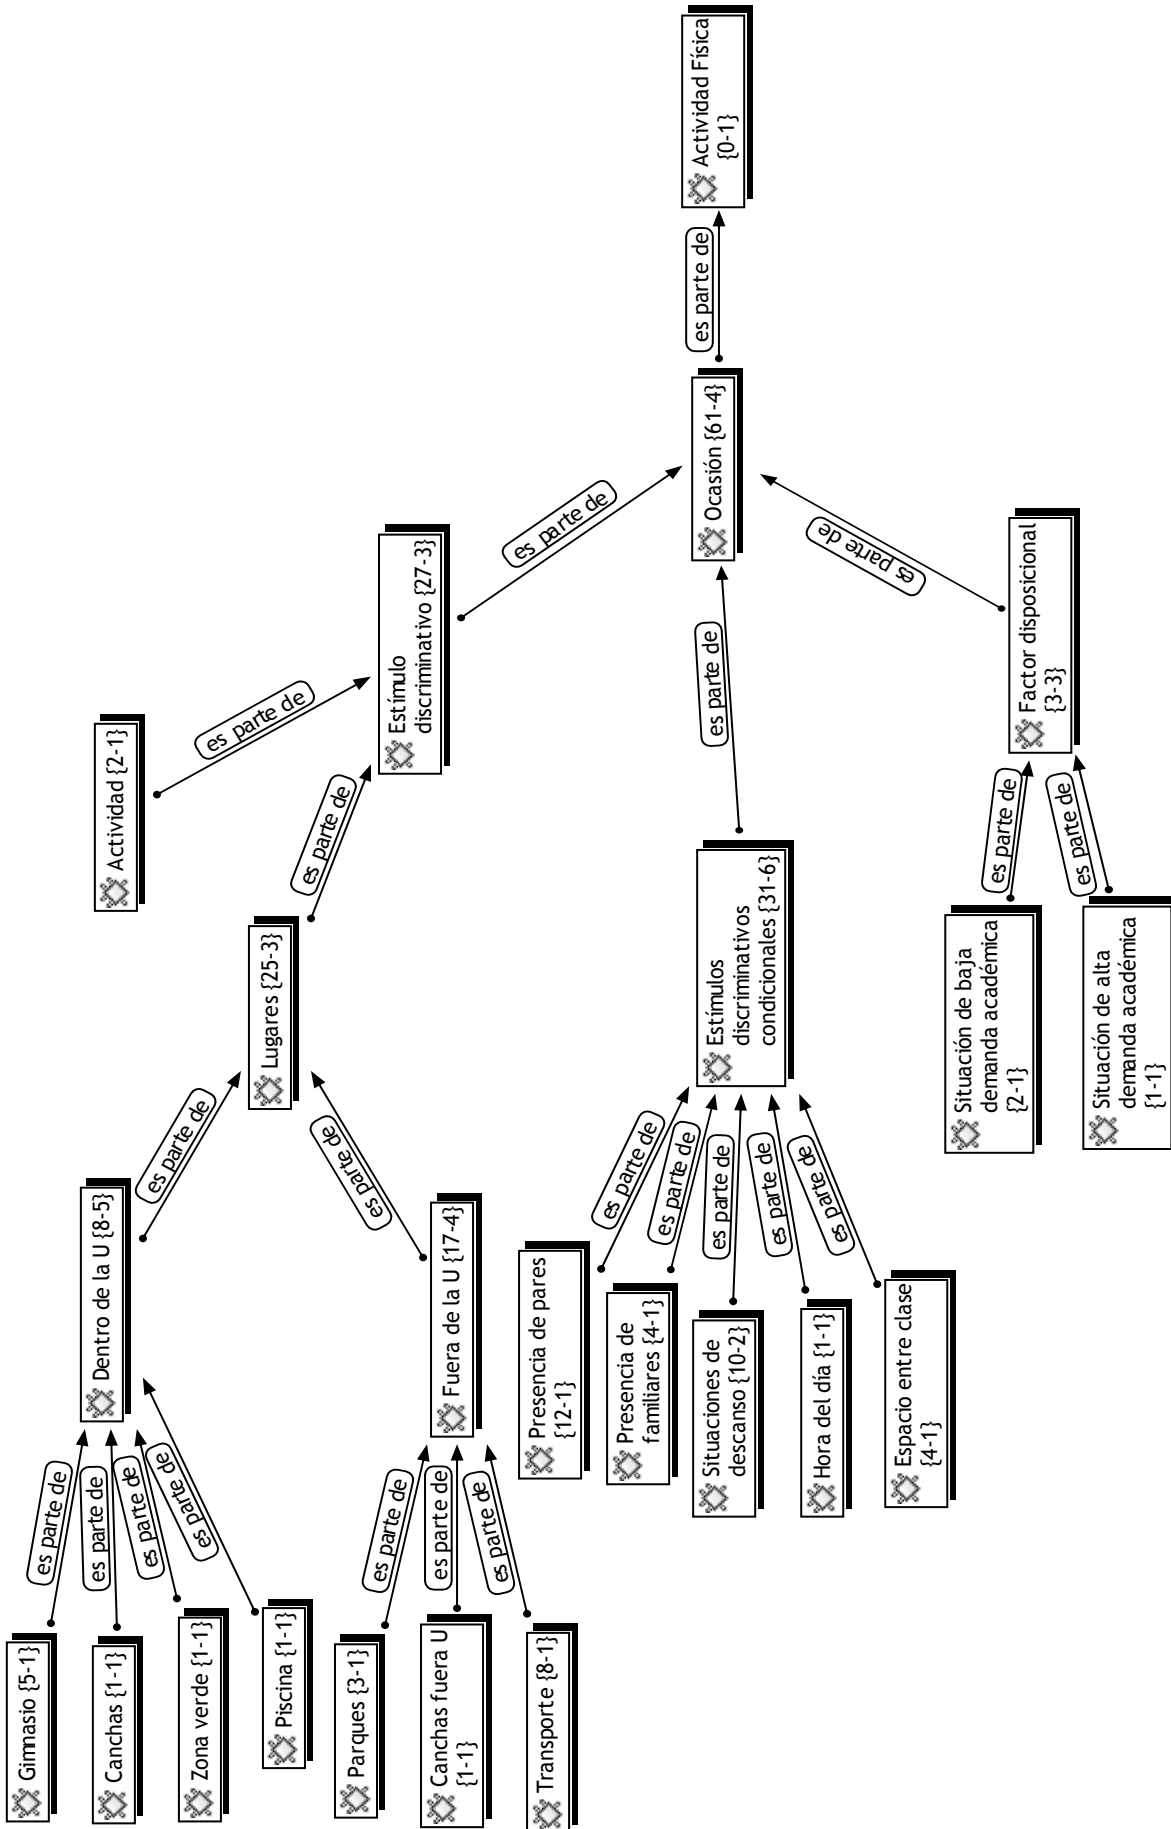 Actividad Física
{0-1}
es parte de
Ocasión {61-4}
es parte de
es parte de
es parte de
Estímulo
discriminativo {27-3}
Factor disposicional
{3-3}
es parte de
es parte de
Actividad {2-1}
Lugares {25-3}
Estímulos
discriminativos
condicionales {31-6}
es parte de
es parte de
Situación de baja
demanda académica
{2-1}
Situación de alta
demanda académica
{1-1}
es parte de
es parte de
Dentro de la U {8-5}
Fuera de la U {17-4}
es parte de
es parte de
es parte de
es parte de
es parte de
Presencia de pares
{12-1}
Presencia de
familiares {4-1}
Situaciones de
descanso {10-2}
Hora del día {1-1}
Espacio entre clase
{4-1}
es parte de
es parte de
es parte de
es parte de
es parte de
es parte de
es parte de
Gimnasio {5-1}
Canchas {1-1}
Zona verde {1-1}
Piscina {1-1}
Parques {3-1}
Canchas fuera U
{1-1}
Transporte {8-1}